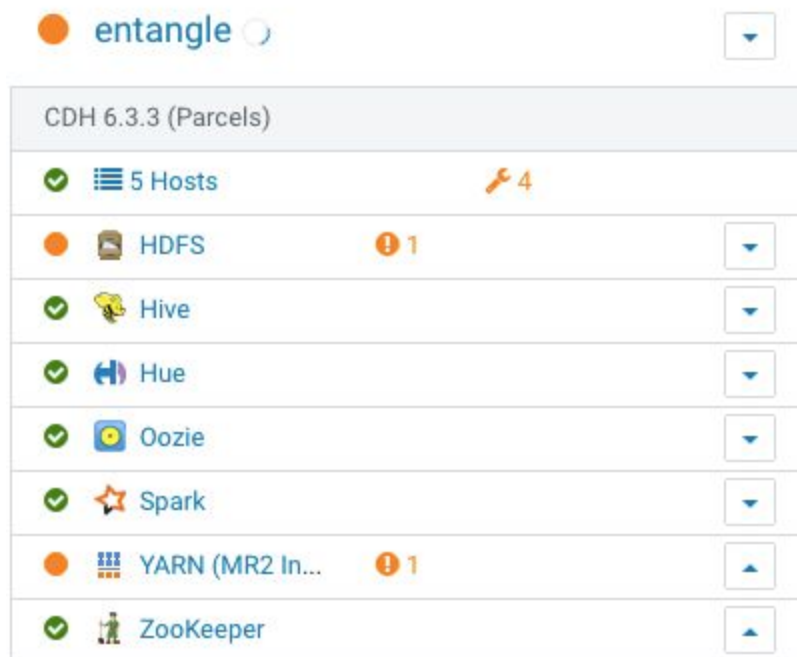 entangle
CDH 6.3.3 (Parcels)
5 Hosts 4
HDFS 1
Hive
Hue
Oozie
Spark
YARN (MR2 In... 1
ZooKeeper